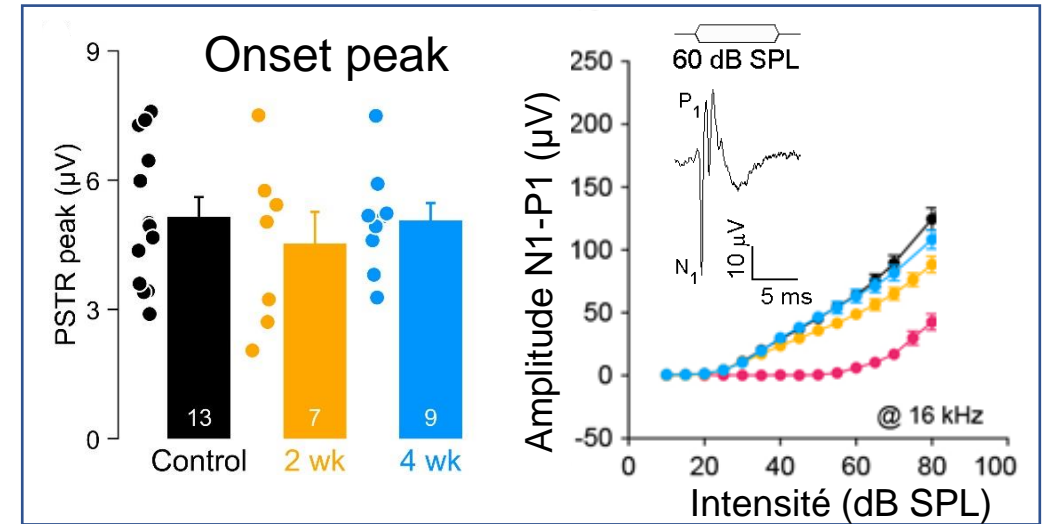 Onset peak
PSTR peak (µV)
9
6
3
0
13
7
9
Control
2 wk
4 wk
60 dB SPL
P1
N1
10 µV
5 ms
Amplitude N1-P1 (µV)
250
200
150
100
50
0
-50
@ 16 kHz
0
20
40
60
80
100
Intensité (dB SPL)